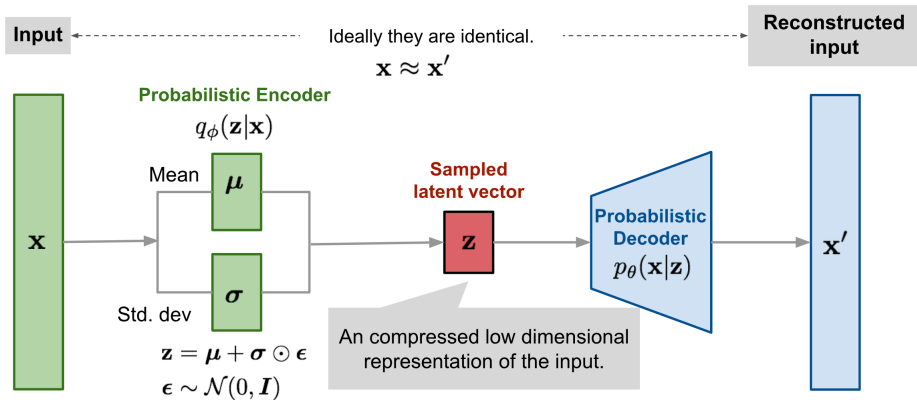 Input
Ideally they are identical.
x ≈ x′
Reconstructed
input
Probabilistic Encoder
qϕ(z|x)
Mean
μ
x
Std. dev
σ
z = μ + σ ⊙ ϵ
ϵ ∼ 𝒩(0, I)
Sampled
latent vector
z
An compressed low dimensional
representation of the input.
Probabilistic
Decoder
pθ(x|z)
x′